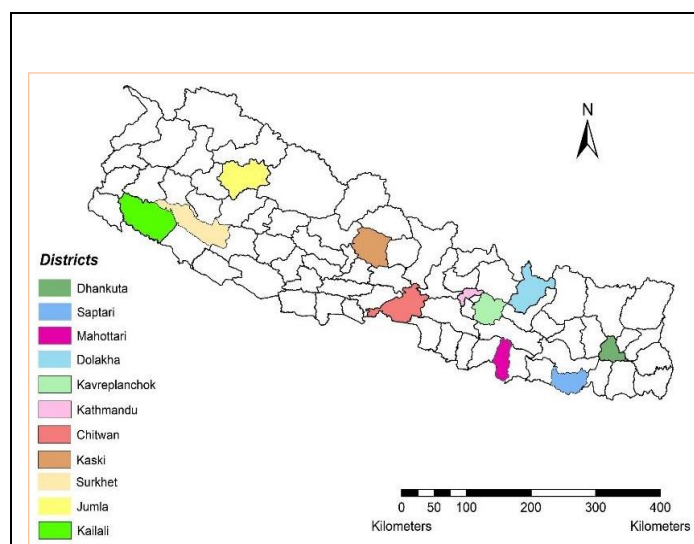 N
Districts
Dhankuta
Saptari
Mahottari
Dolakha
Kavreplanchok
Kathmandu
Chitwan
Kaski
Surkhet
Jumla
Kailali
0 25 50 100 200 300 400
Kilometers Kilometers